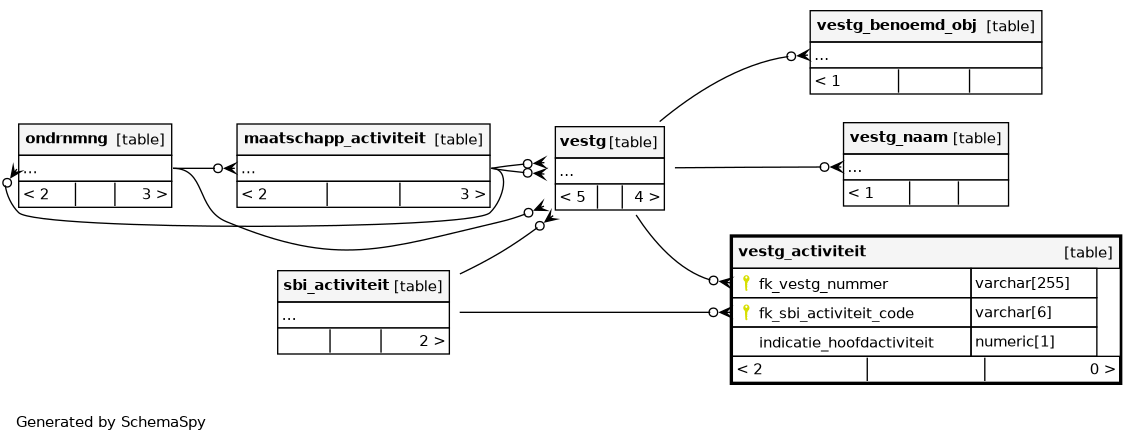 vestg_benoemd_obj [table]
...
< 1
ondrnmng [table]
...
< 2 3 >
maatschapp_activiteit [table]
...
< 2 3 >
vestg [table]
...
< 5 4 >
vestg_naam [table]
...
< 1
sbi_activiteit [table]
...
2 >
vestg_activiteit [table]
fk_vestg_nummer varchar[255]
fk_sbi_activiteit_code varchar[6]
indicatie_hoofdactiviteit numeric[1]
< 2 0 >
Generated by SchemaSpy